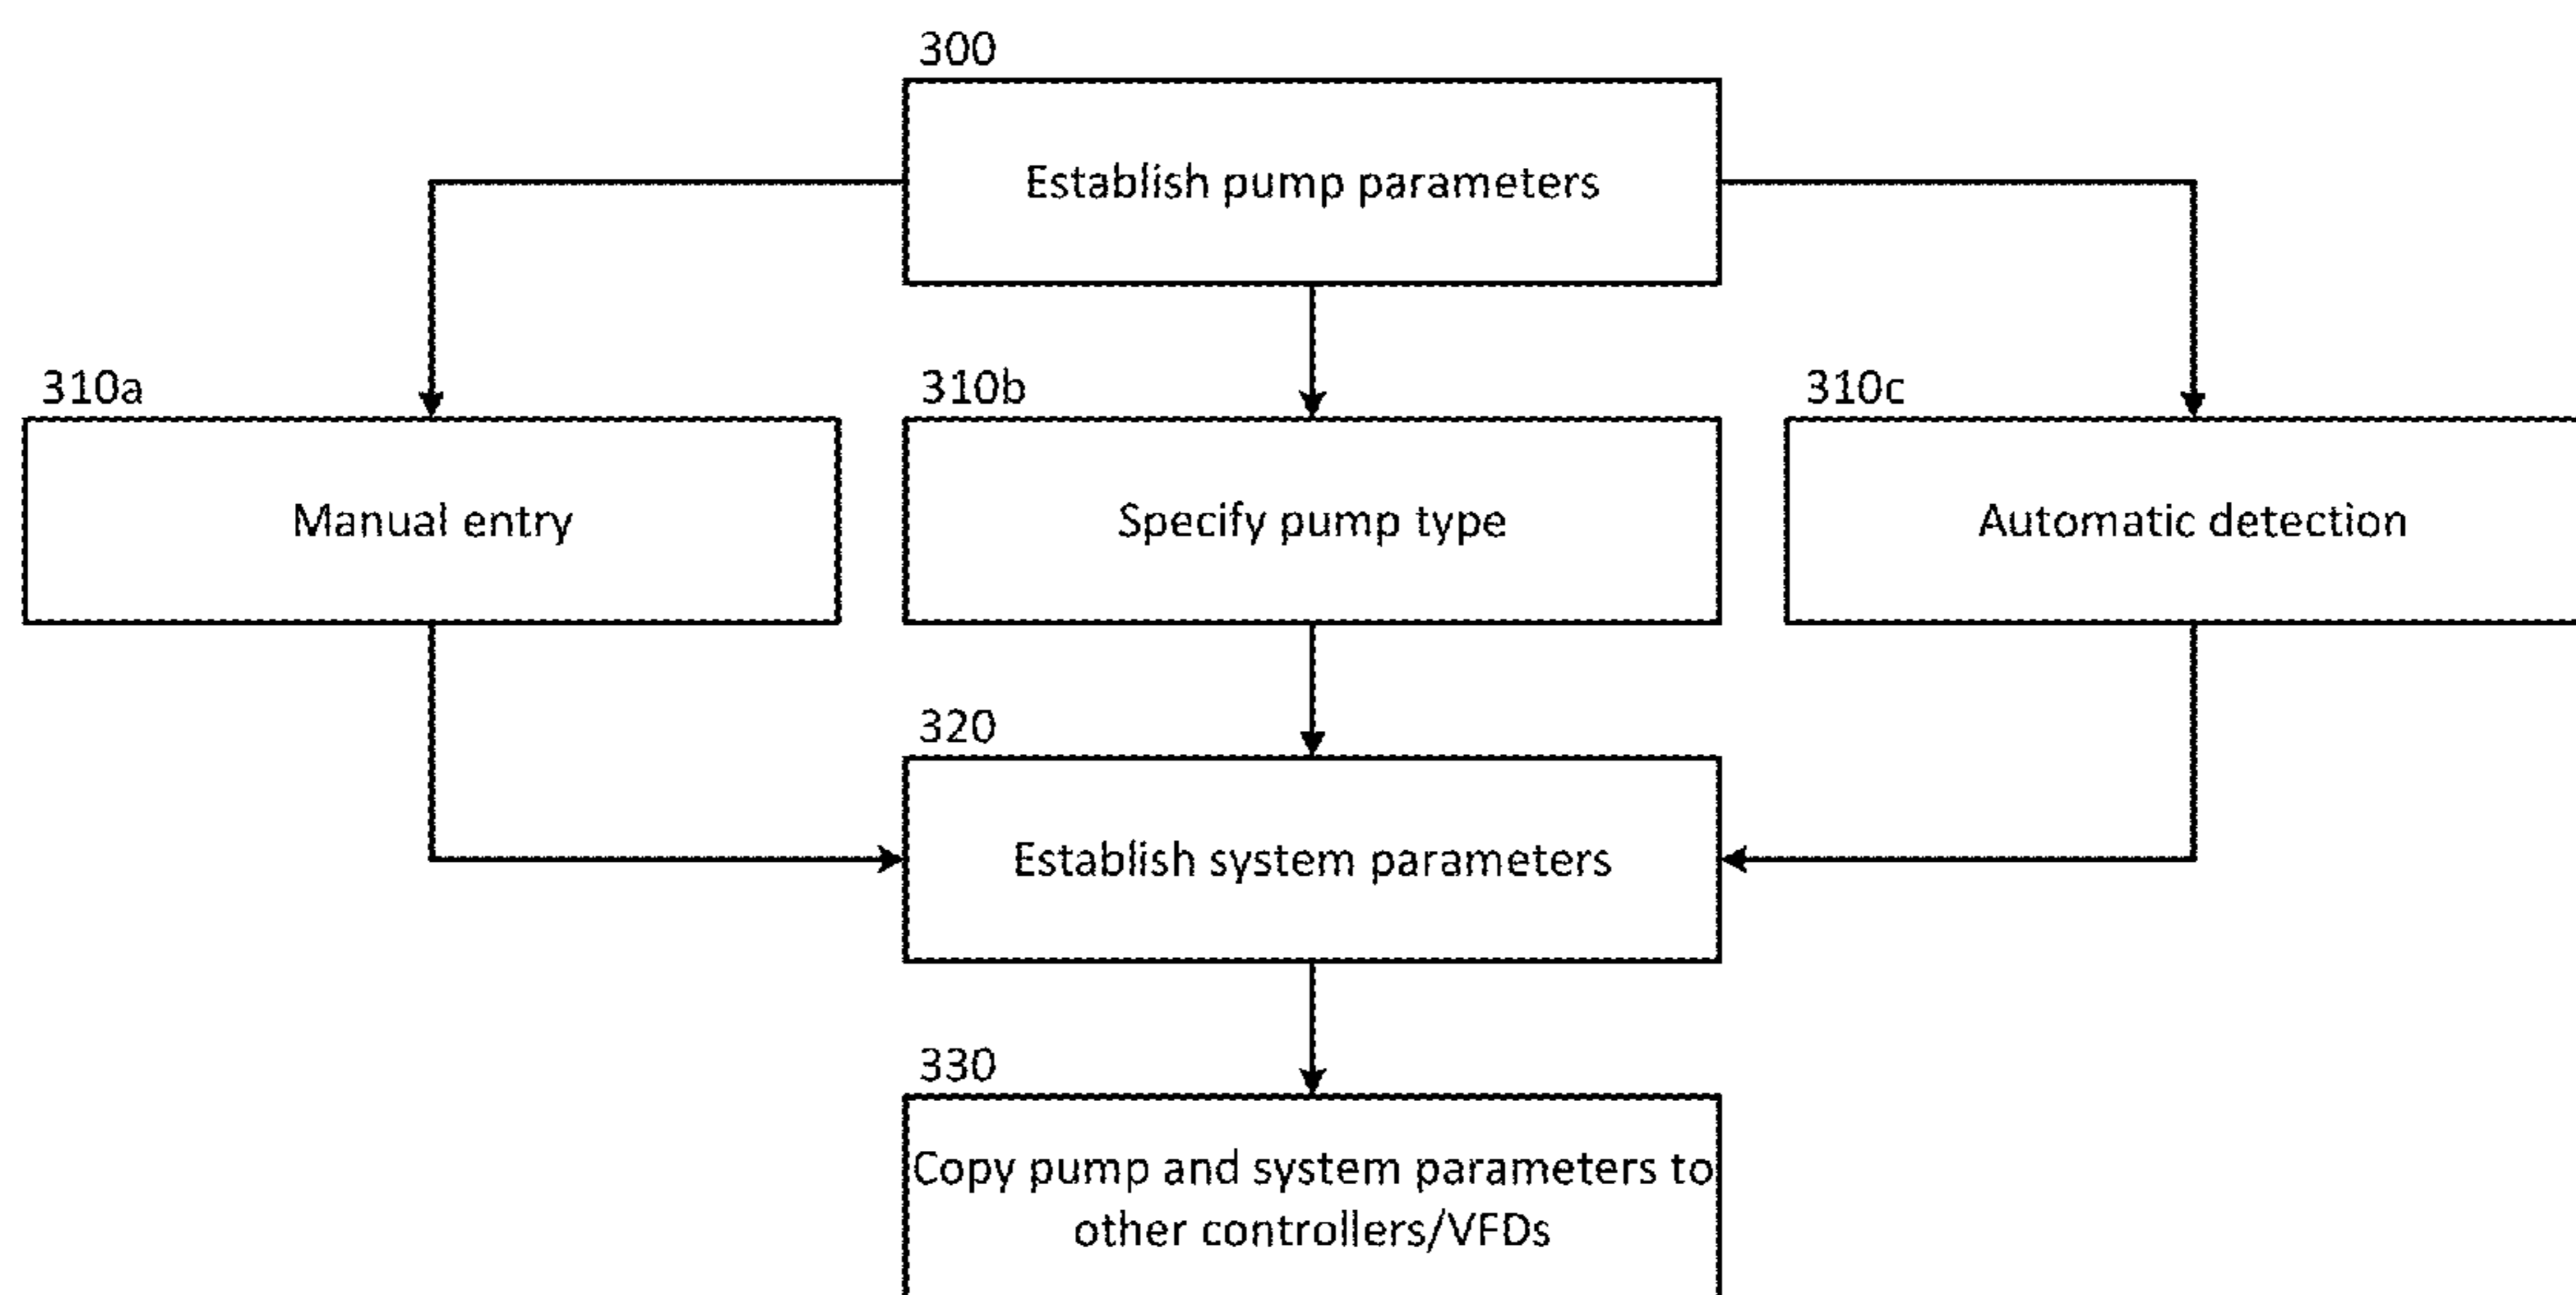 300
Establish pump parameters
310a
Manual entry
310b
Specify pump type
310c
Automatic detection
320
Establish system parameters
330
Copy pump and system parameters to
other controllers/VFDs